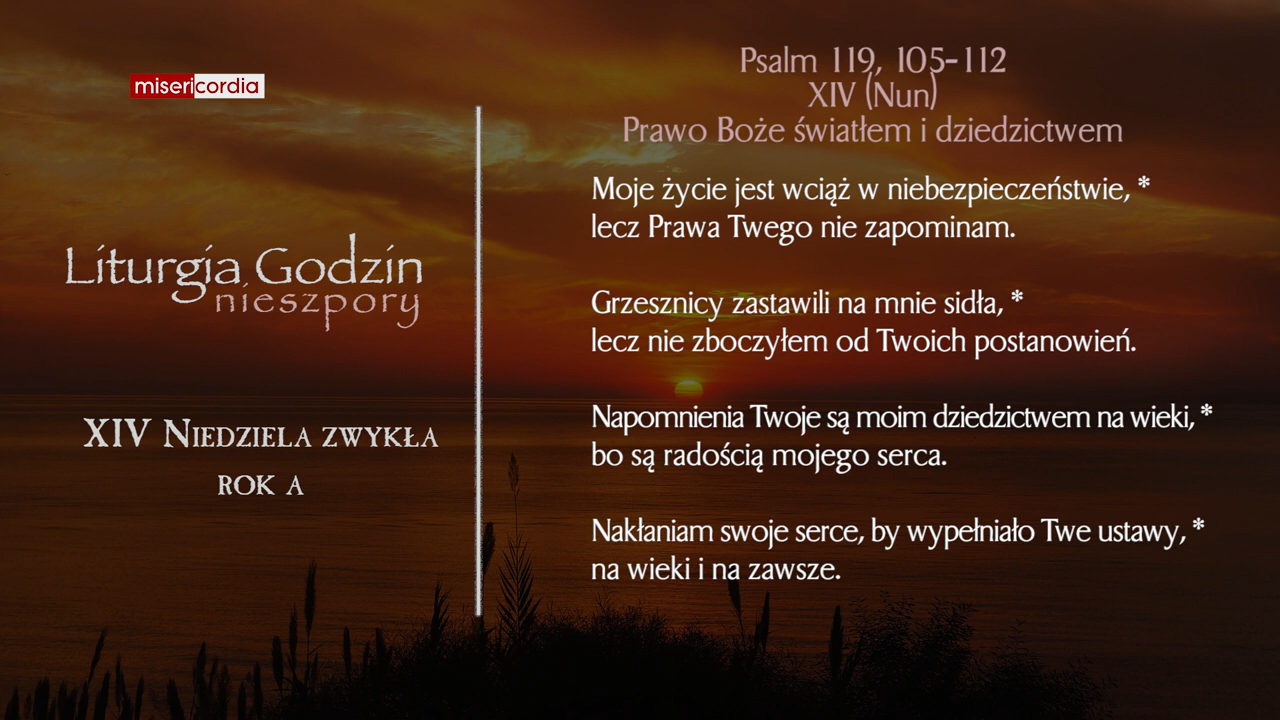 misericordia
Liturgia Godzin
nieszpory
XIV Niedziela zwykła
rok A
Psalm 119, 105-112
XIV (Nun)
Prawo Boże światłem i dziedzictwem
Moje życie jest wciąż w niebezpieczeństwie, *
lecz Prawa Twego nie zapominam.
Grzesznicy zastawili na mnie sidła, *
lecz nie zboczyłem od Twoich postanowień.
Napomnienia Twoje są moim dziedzictwem na wieki, *
bo są radością mojego serca.
Nakłaniam swoje serce, by wypełniało Twe ustawy, *
na wieki i na zawsze.